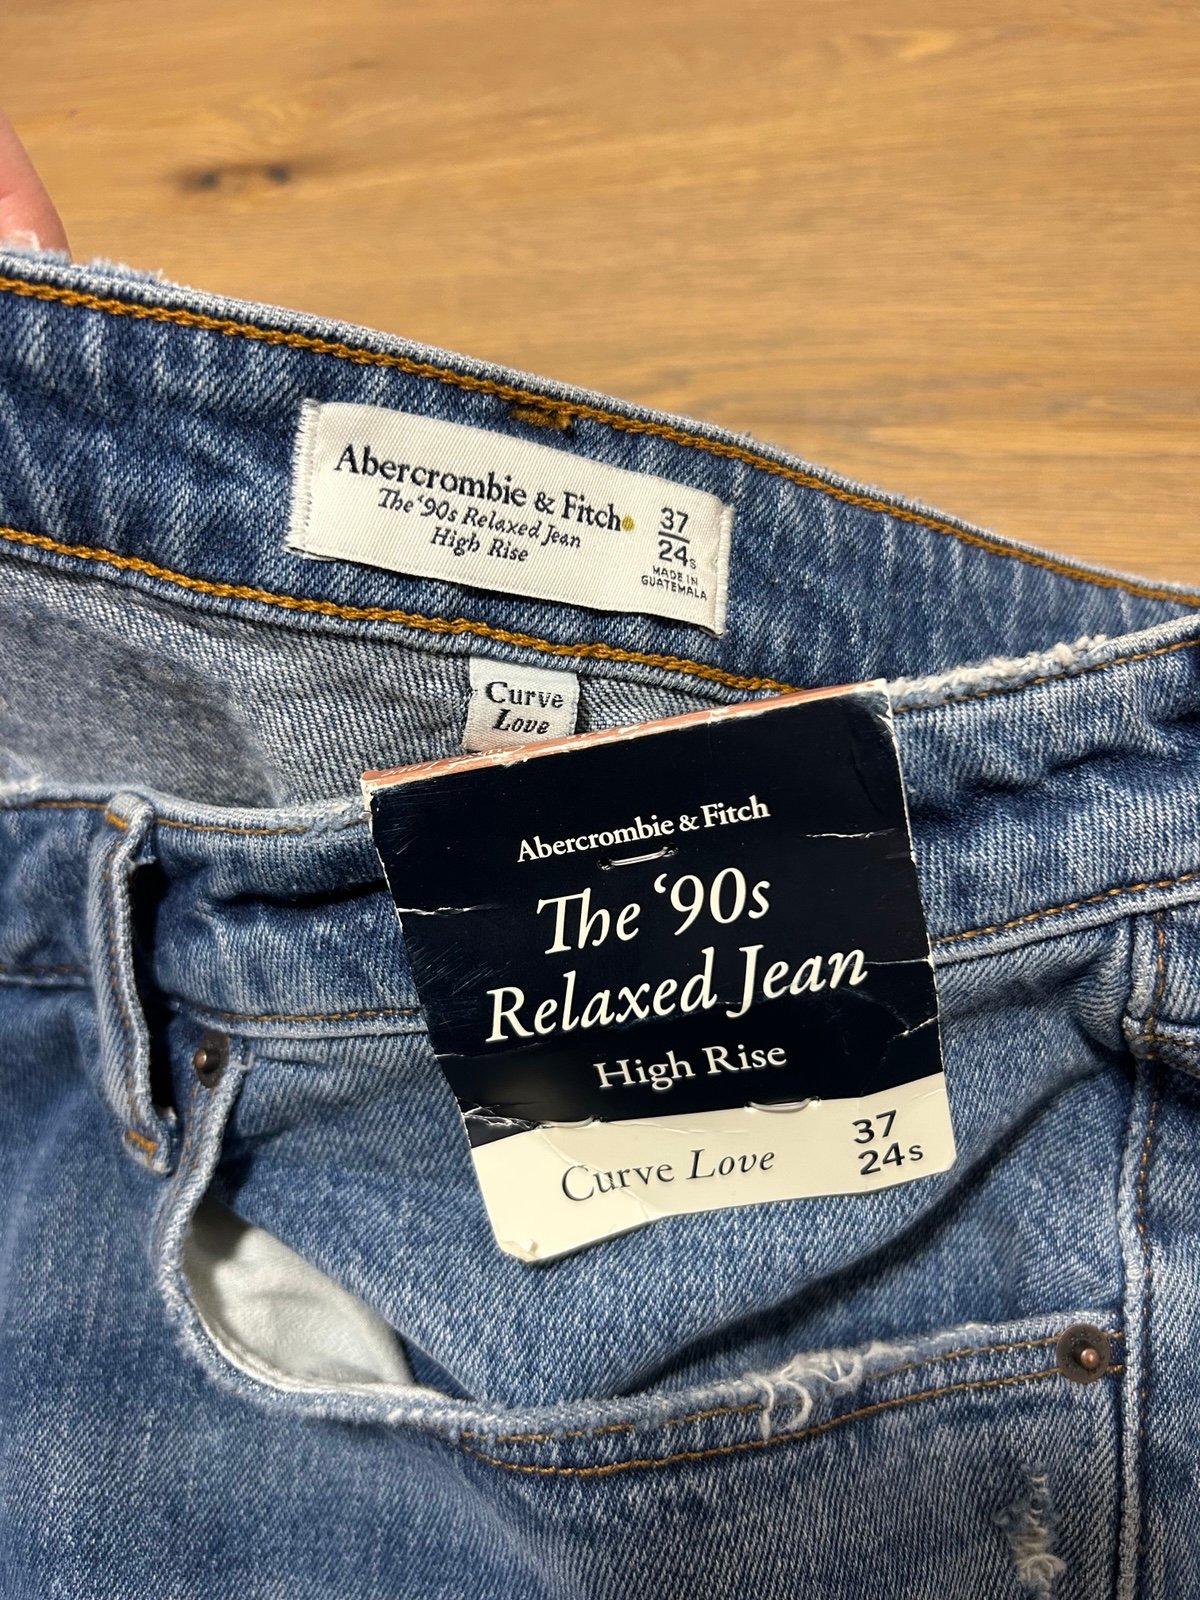 Abercrombie & Fitch
The ‘90s Relaxed Jean
High Rise
37
24s
MADE IN
GUATEMALA
Curve
Love
Abercrombie & Fitch
The ‘90s
Relaxed Jean
High Rise
Curve Love
37
24s